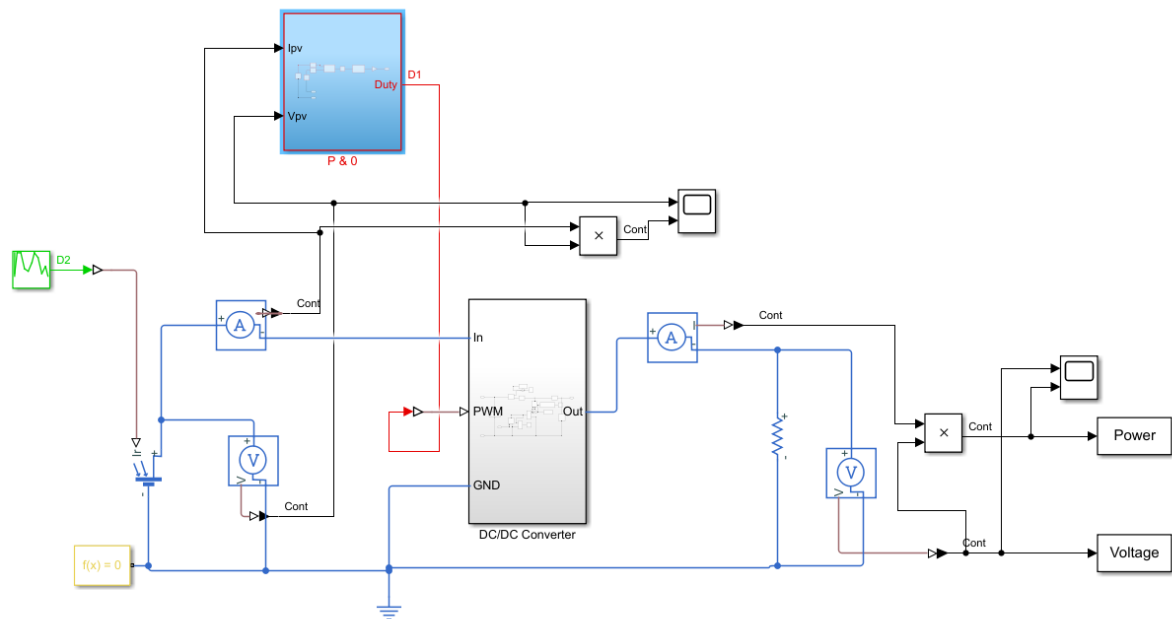 Ipv
D1
Duty
Vpv
P & 0
×
Cont
D2
Cont
+
A
-
In
+
A
I
-
Cont
PWM
Out
+
-
Ir
+
-
+
V
V
-
Cont
GND
DC/DC Converter
+
V
V
-
×
Cont
Power
Cont
Voltage
f(x) = 0